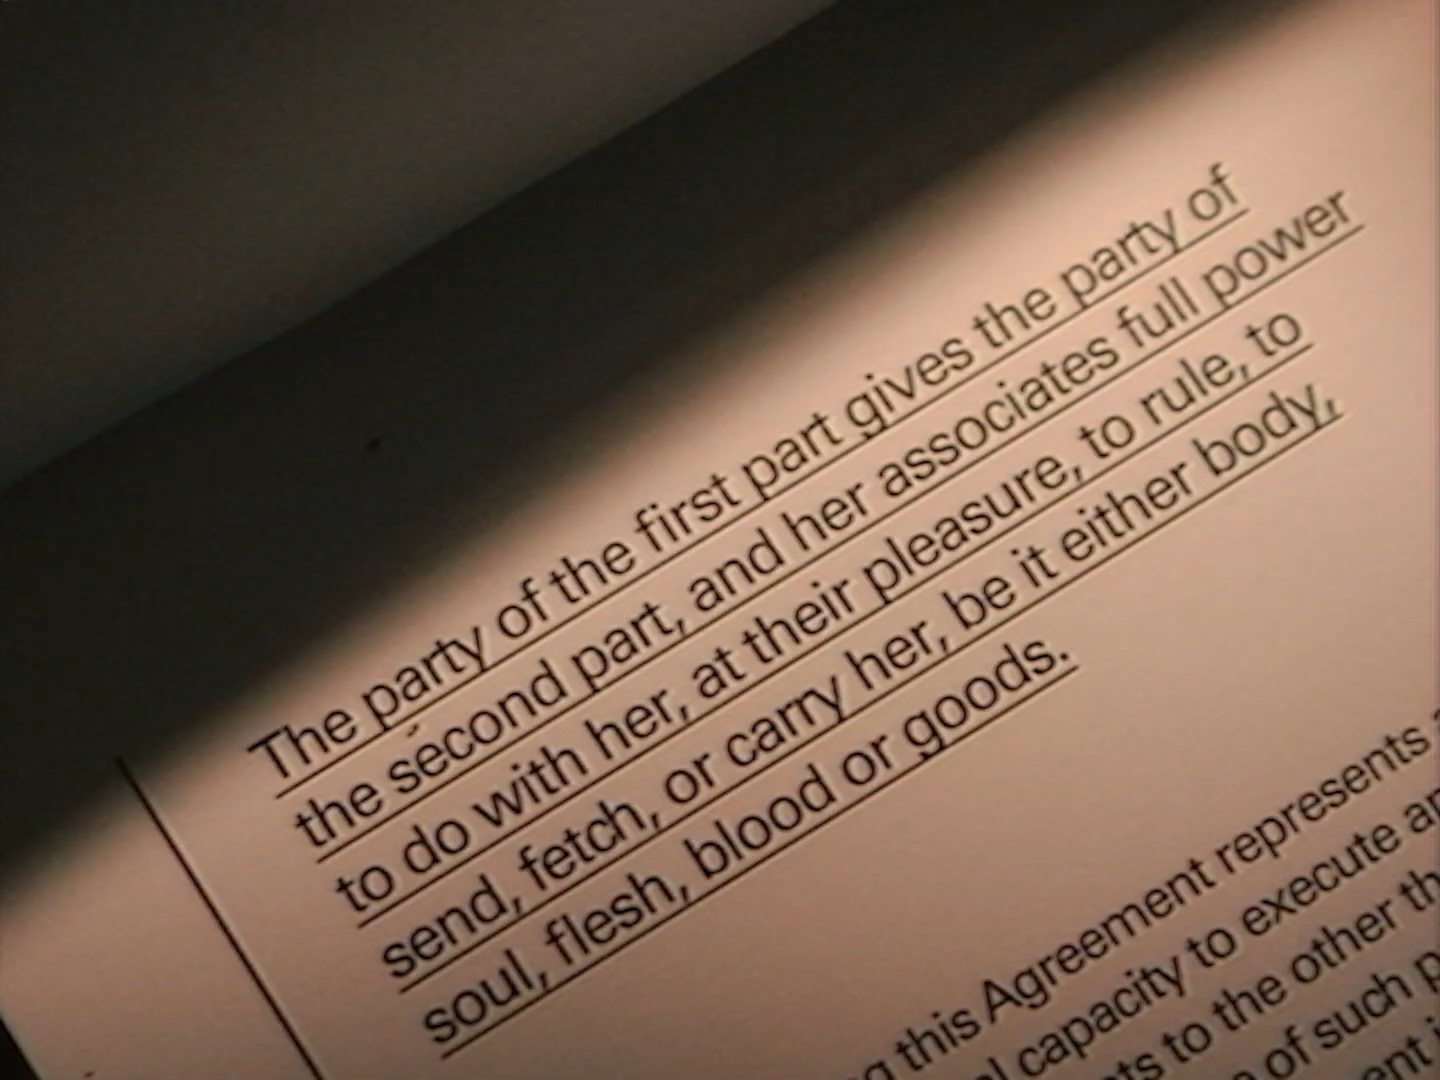 The party of the first part gives the party of
the second part, and her associates full power
to do with her, at their pleasure, to rule, to
send, fetch, or carry her, be it either body,
soul, flesh, blood or goods.
this Agreement represents
capacity to execute
to the other
of such